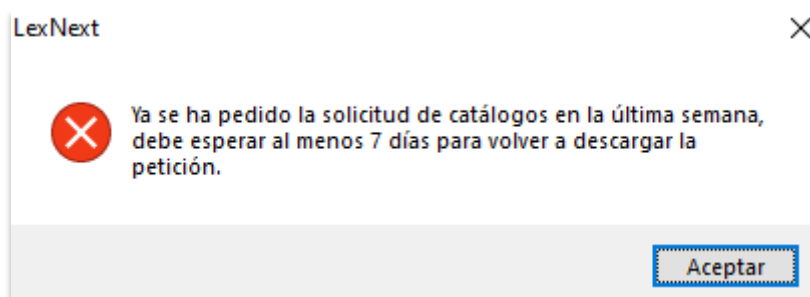 LexNext
Ya se ha pedido la solicitud de catálogos en la última semana,
debe esperar al menos 7 días para volver a descargar la
petición.
Aceptar